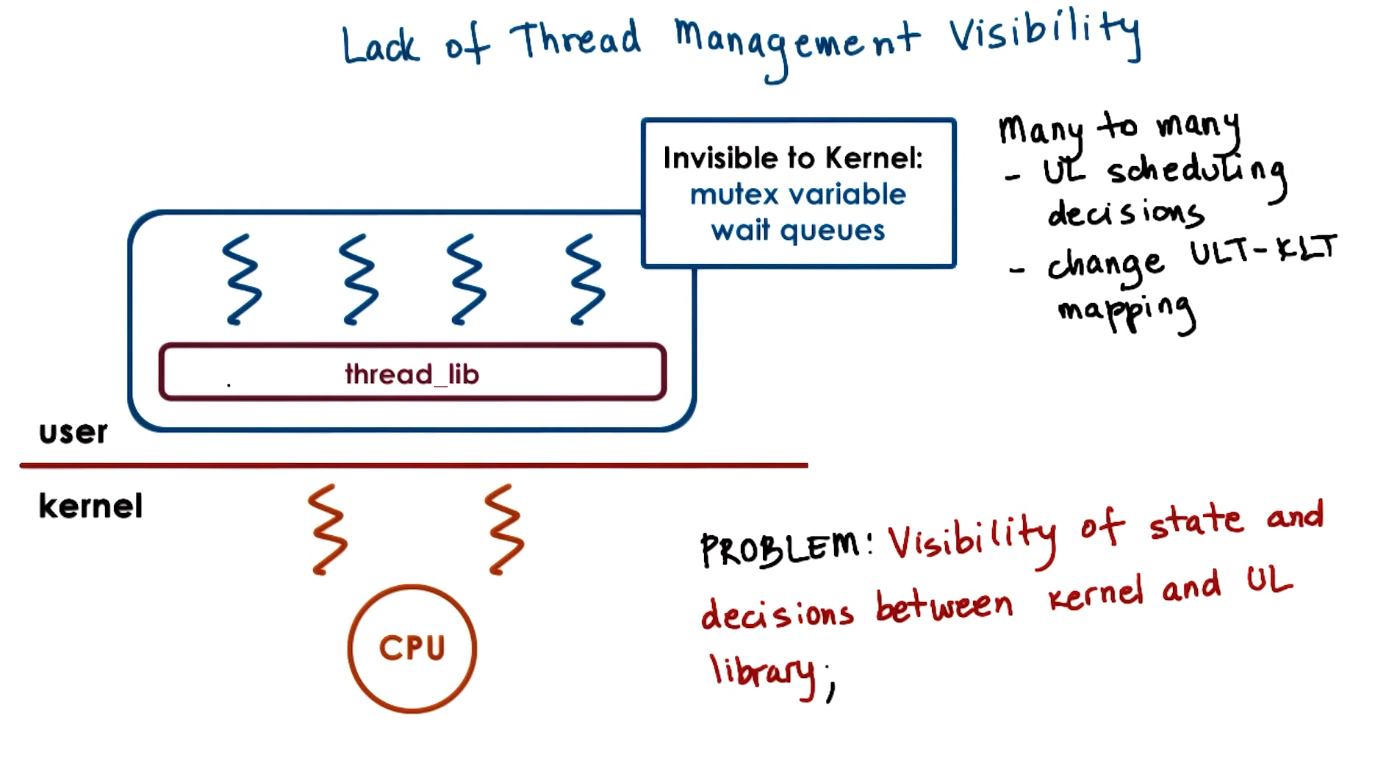 Lack of Thread Management Visibility
Invisible to Kernel:
mutex variable
wait queues
Many to many
- UL scheduling
decisions
- change ULT-KLT
mapping
thread_lib
user
kernel
CPU
PROBLEM: Visibility of state and
decisions between kernel and UL
library;